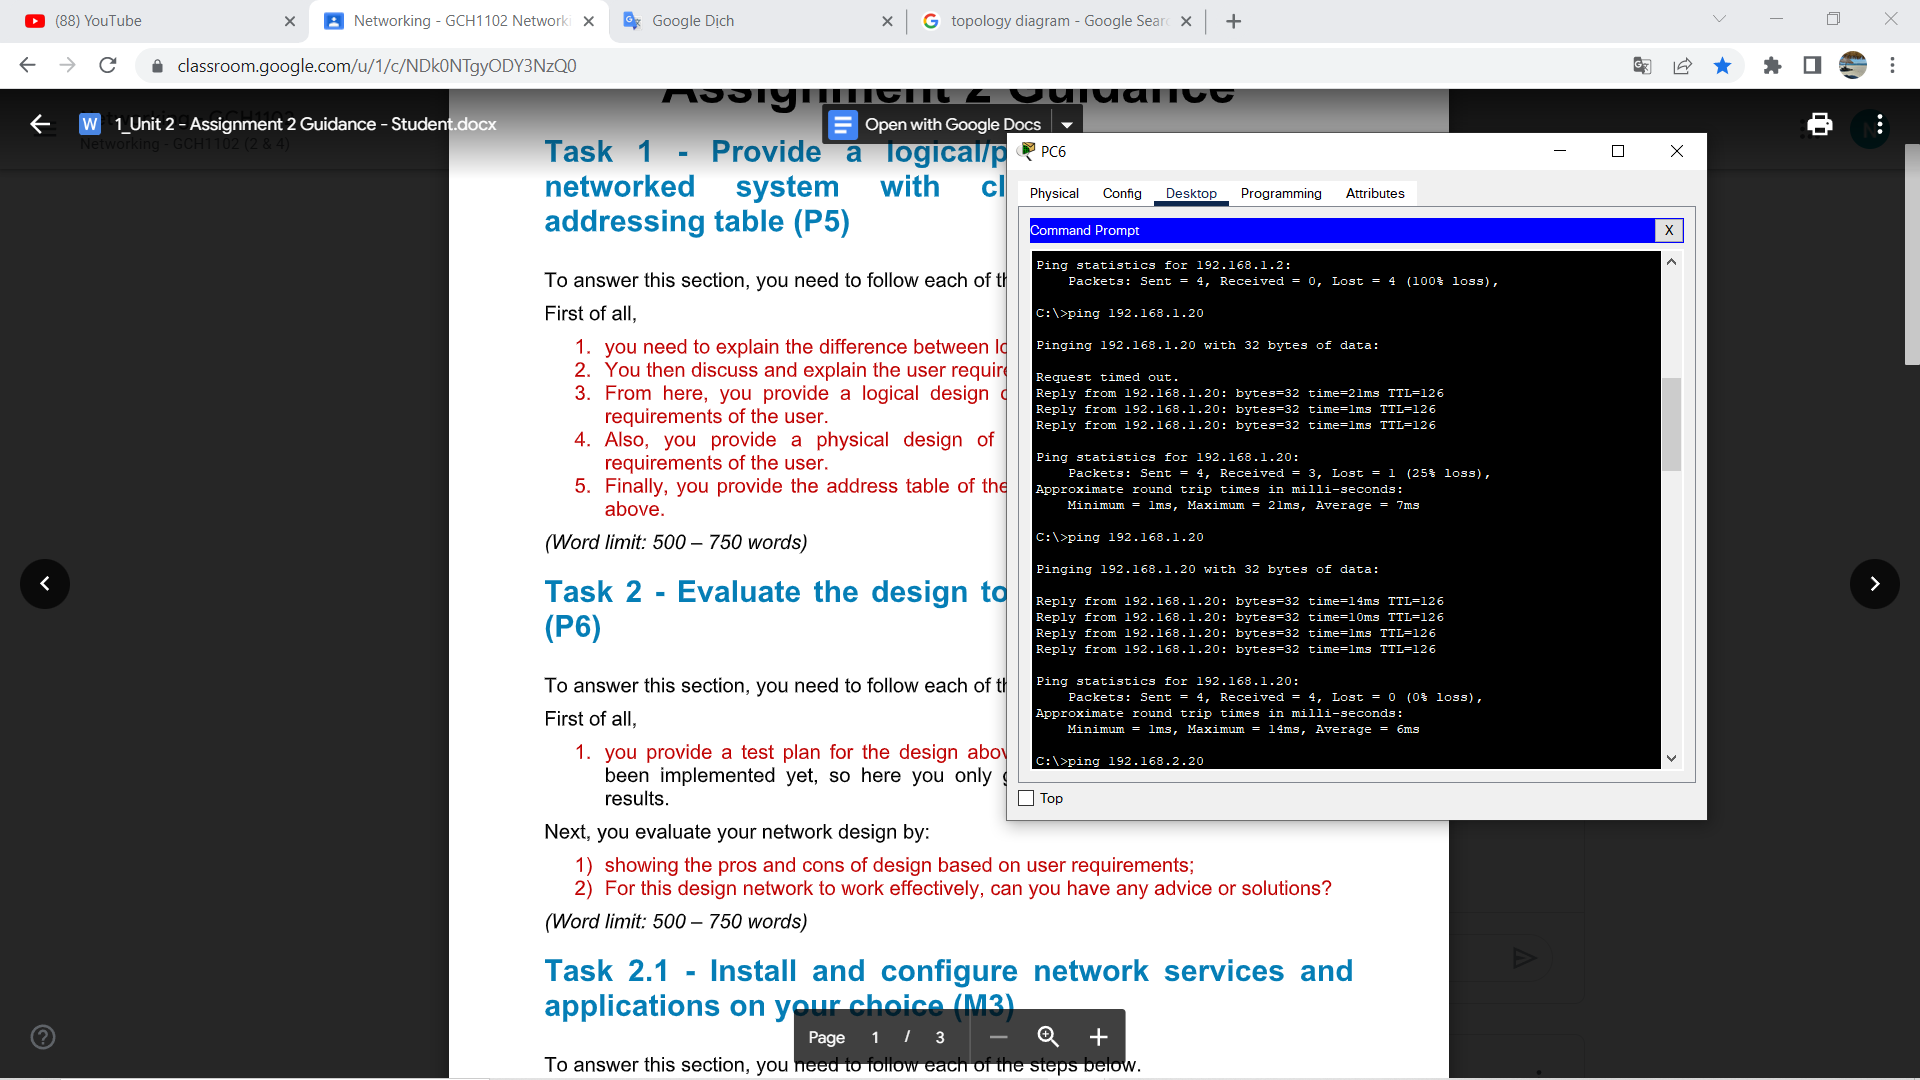 (88) YouTube
Networking - GCH1102 Network
Google Dịch
topology diagram - Google Sear
classroom.google.com/u/1/c/NDk0NTgyODY3NzQ0
Assignment 2 Guidance
1_Unit 2 - Assignment 2 Guidance - Student.docx
Open with Google Docs
Networking - GCH1102 (2 & 4)
Task 1 - Provide a logical/p
networked system with cl
addressing table (P5)
To answer this section, you need to follow each of th
First of all,
1. you need to explain the difference between lo
2. You then discuss and explain the user require
3. From here, you provide a logical design o
requirements of the user.
4. Also, you provide a physical design of
requirements of the user.
5. Finally, you provide the address table of the
above.
(Word limit: 500 – 750 words)
Task 2 - Evaluate the design to
(P6)
To answer this section, you need to follow each of th
First of all,
1. you provide a test plan for the design abov
been implemented yet, so here you only g
results.
Next, you evaluate your network design by:
1) showing the pros and cons of design based on user requirements;
2) For this design network to work effectively, can you have any advice or solutions?
(Word limit: 500 – 750 words)
Task 2.1 - Install and configure network services and
applications on your choice (M3)
Page 1 / 3
To answer this section, you need to follow each of the steps below.
PC6
Physical Config Desktop Programming Attributes
Command Prompt
X
Ping statistics for 192.168.1.2:
Packets: Sent = 4, Received = 0, Lost = 4 (100% loss),
C:\>ping 192.168.1.20
Pinging 192.168.1.20 with 32 bytes of data:
Request timed out.
Reply from 192.168.1.20: bytes=32 time=21ms TTL=126
Reply from 192.168.1.20: bytes=32 time=1ms TTL=126
Reply from 192.168.1.20: bytes=32 time=1ms TTL=126
Ping statistics for 192.168.1.20:
Packets: Sent = 4, Received = 3, Lost = 1 (25% loss),
Approximate round trip times in milli-seconds:
Minimum = 1ms, Maximum = 21ms, Average = 7ms
C:\>ping 192.168.1.20
Pinging 192.168.1.20 with 32 bytes of data:
Reply from 192.168.1.20: bytes=32 time=14ms TTL=126
Reply from 192.168.1.20: bytes=32 time=10ms TTL=126
Reply from 192.168.1.20: bytes=32 time=1ms TTL=126
Reply from 192.168.1.20: bytes=32 time=1ms TTL=126
Ping statistics for 192.168.1.20:
Packets: Sent = 4, Received = 4, Lost = 0 (0% loss),
Approximate round trip times in milli-seconds:
Minimum = 1ms, Maximum = 14ms, Average = 6ms
C:\>ping 192.168.2.20
Top